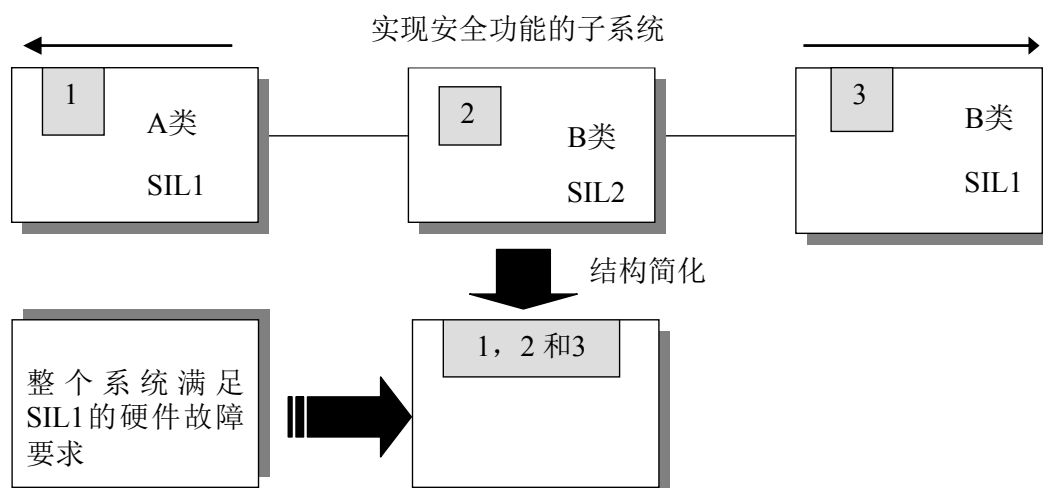 实现安全功能的子系统
1
A类
SIL1
2
B类
SIL2
3
B类
SIL1
结构简化
1，2 和3
整个系统满足
SIL1的硬件故障
要求